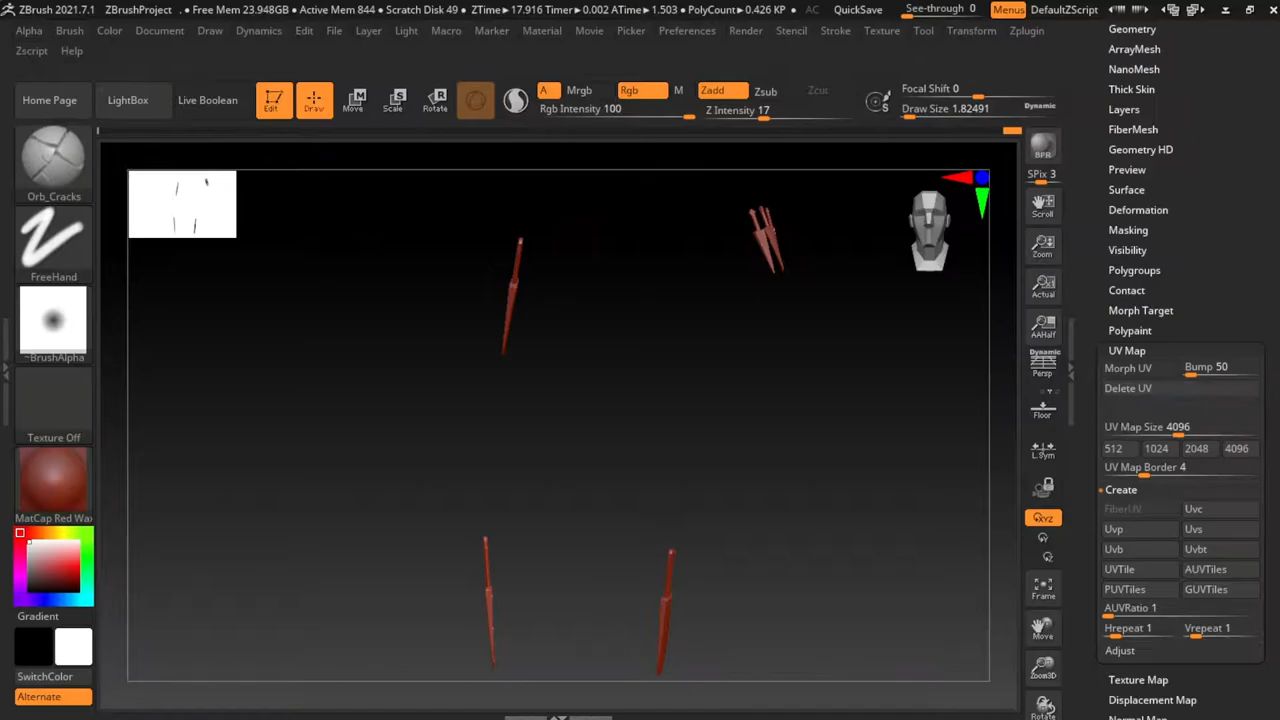 ZBrush 2021.7.1 ZBrushProject • Free Mem 23.948GB • Active Mem 844 • Scratch Disk 49 • ZTime▸17.916 Timer▸0.002 ATime▸1.503 • PolyCount▸0.426 KP • AC QuickSave See-through 0 Menus DefaultZScript
Alpha Brush Color Document Draw Dynamics Edit File Layer Light Macro Marker Material Movie Picker Preferences Render Stencil Stroke Texture Tool Transform Zplugin
Zscript Help
Home Page LightBox Live Boolean
Edit Draw Move Scale Rotate
A Mrgb Rgb M Zadd Zsub Zcut
Rgb Intensity 100 Z Intensity 17
Focal Shift 0
Draw Size 1.82491 Dynamic
Orb_Cracks
FreeHand
~BrushAlpha
Texture Off
MatCap Red Wax
Gradient
SwitchColor
Alternate
BPR
SPix 3
Scroll
Zoom
Actual
AAHalf
Dynamic
Persp
Floor
L.Sym
XYZ
Frame
Move
Zoom3D
Rotate
Geometry
ArrayMesh
NanoMesh
Thick Skin
Layers
FiberMesh
Geometry HD
Preview
Surface
Deformation
Masking
Visibility
Polygroups
Contact
Morph Target
Polypaint
UV Map
Morph UV Bump 50
Delete UV
UV Map Size 4096
512 1024 2048 4096
UV Map Border 4
Create
FiberUV Uvc
Uvp Uvs
Uvb Uvbt
UVTile AUVTiles
PUVTiles GUVTiles
AUVRatio 1
Hrepeat 1 Vrepeat 1
Adjust
Texture Map
Displacement Map
Normal Map